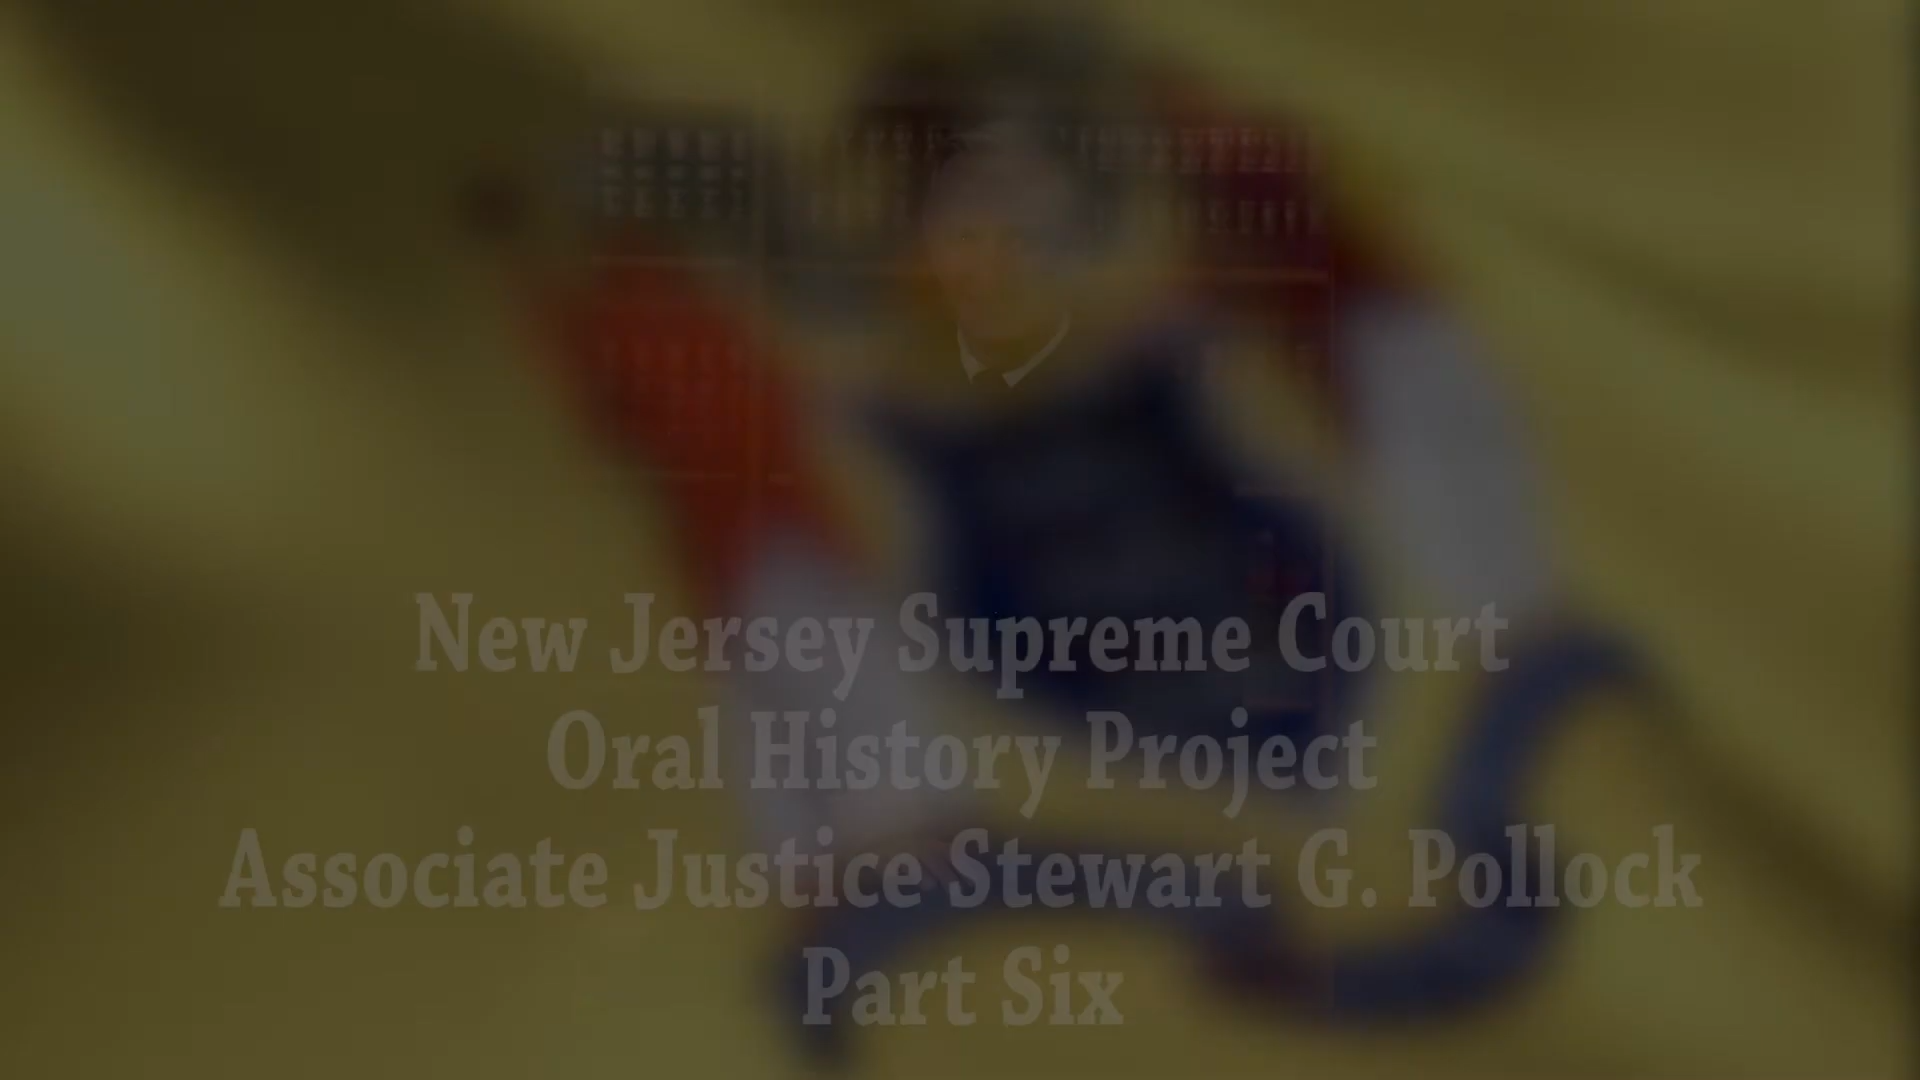 New Jersey Supreme Court
Oral History Project
Associate Justice Stewart G. Pollock
Part Six